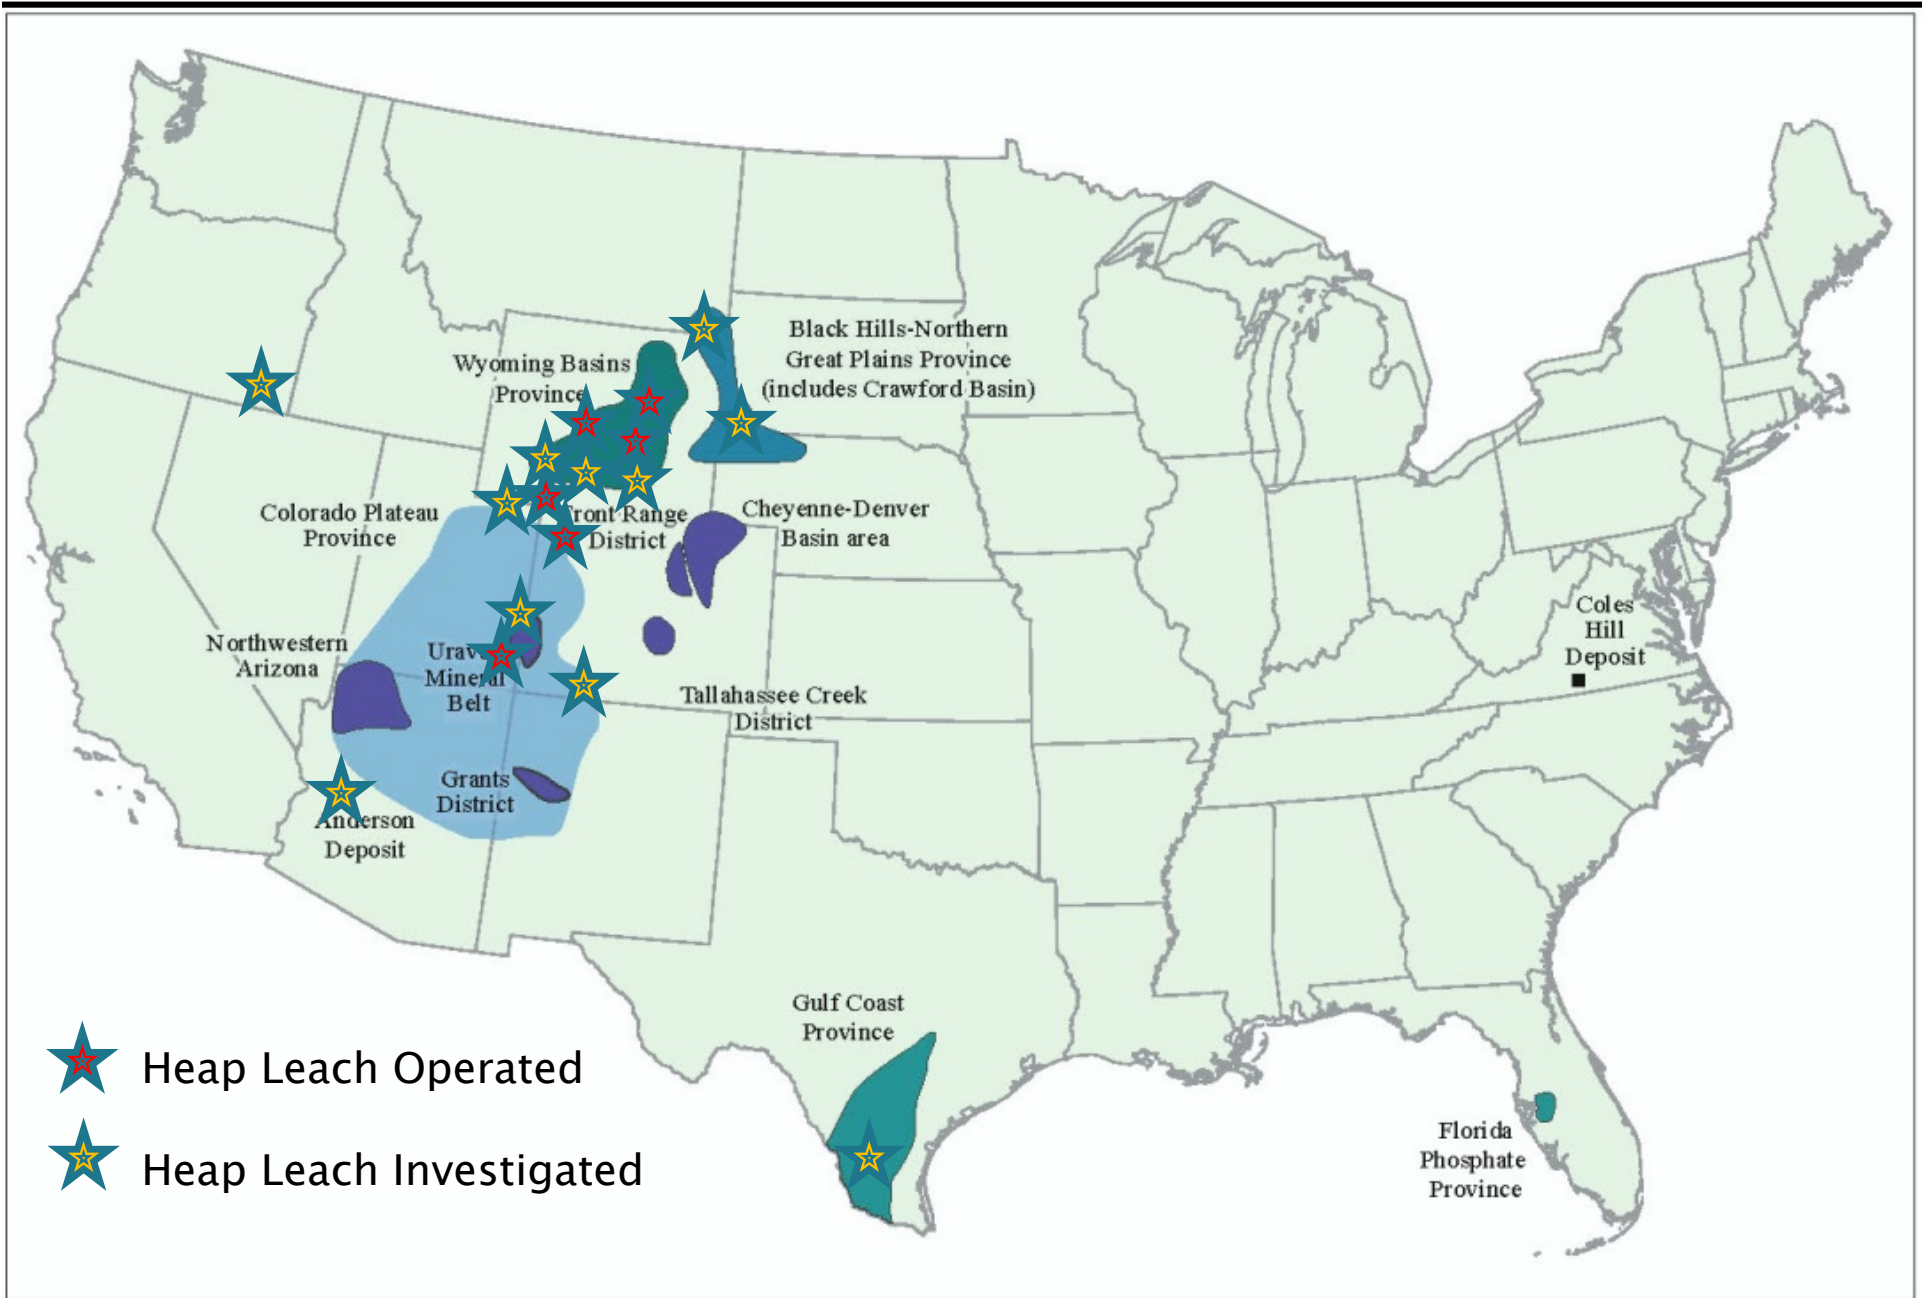 Black Hills-Northern
Great Plains Province
(includes Crawford Basin)
Wyoming Basins
Province
Colorado Plateau
Province
Front Range
District
Cheyenne-Denver
Basin area
Northwestern
Arizona
Mineral
Belt
Tallahassee Creek
District
Grants
District
Anderson
Deposit
Coles
Hill
Deposit
Gulf Coast
Province
Florida
Phosphate
Province
Heap Leach Operated
Heap Leach Investigated